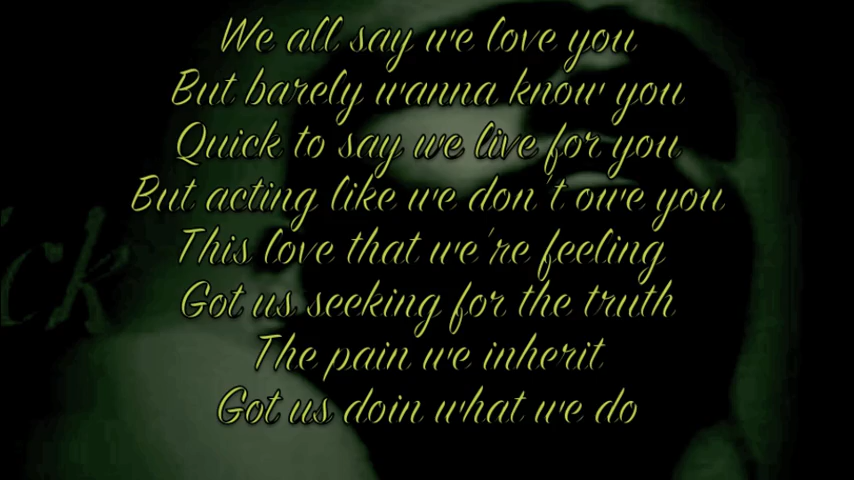 We all say we love you
But barely wanna know you
Quick to say we live for you
But acting like we don't owe you
This love that we're feeling
Got us seeking for the truth
The pain we inherit
Got us doin what we do